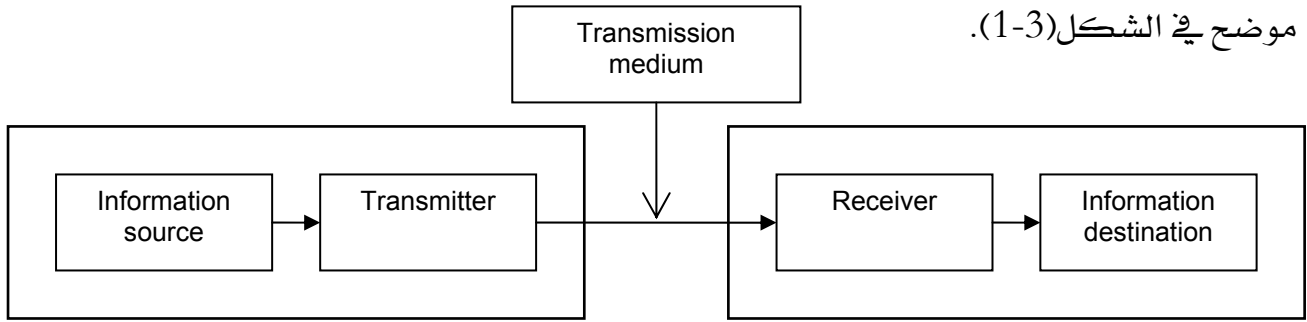 موضح في الشكل(3-1).
Transmission
medium
Information
source
Transmitter
Receiver
Information
destination